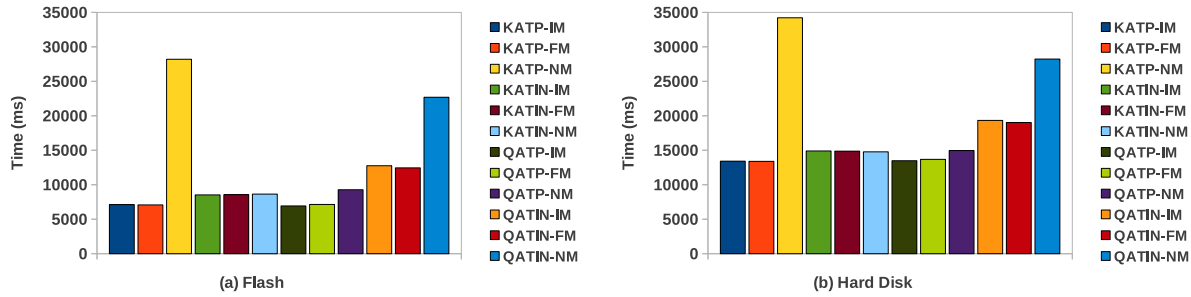 35000
30000
25000
20000
15000
10000
5000
0
Time (ms)
(a) Flash
KATP-IM
KATP-FM
KATP-NM
KATIN-IM
KATIN-FM
KATIN-NM
QATP-IM
QATP-FM
QATP-NM
QATIN-IM
QATIN-FM
QATIN-NM
35000
30000
25000
20000
15000
10000
5000
0
Time (ms)
(b) Hard Disk
KATP-IM
KATP-FM
KATP-NM
KATIN-IM
KATIN-FM
KATIN-NM
QATP-IM
QATP-FM
QATP-NM
QATIN-IM
QATIN-FM
QATIN-NM